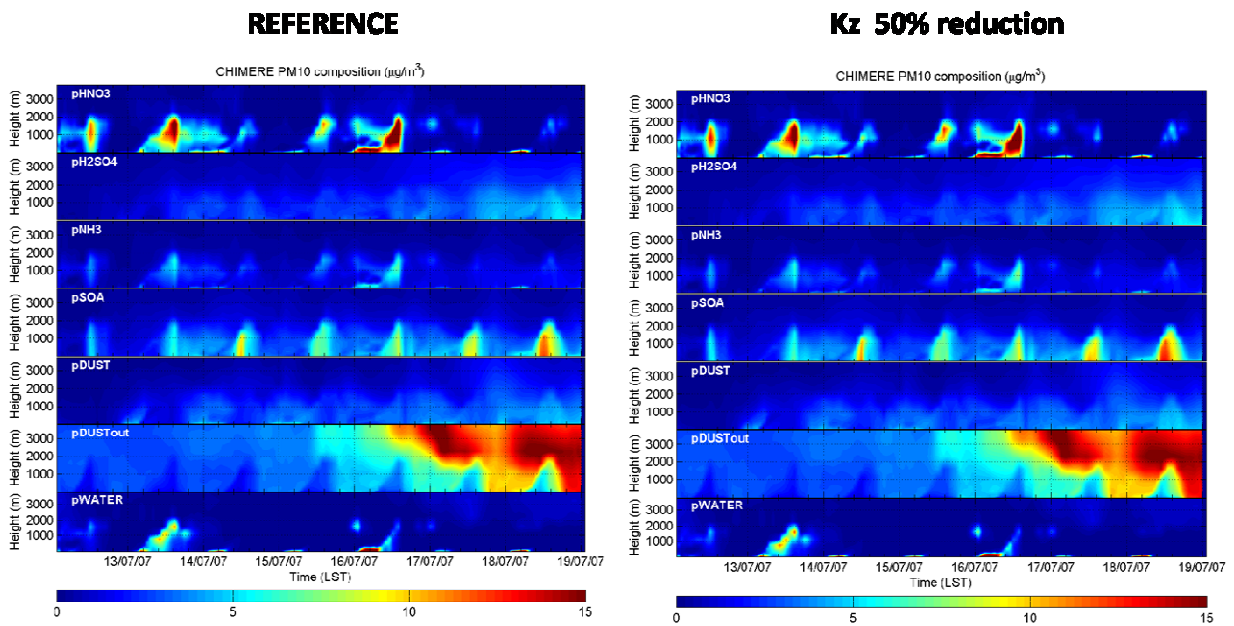 REFERENCE
CHIMERE PM10 composition (μg/m³)
pHNO3
3000
2000
1000
Height (m)
pH2SO4
3000
2000
1000
Height (m)
pNH3
3000
2000
1000
Height (m)
pSOA
3000
2000
1000
Height (m)
pDUST
3000
2000
1000
Height (m)
pDUSTout
3000
2000
1000
Height (m)
pWATER
3000
2000
1000
Height (m)
13/07/07 14/07/07 15/07/07 16/07/07 17/07/07 18/07/07 19/07/07
Time (LST)
0 5 10 15
Kz 50% reduction
CHIMERE PM10 composition (μg/m³)
pHNO3
3000
2000
1000
Height (m)
pH2SO4
3000
2000
1000
Height (m)
pNH3
3000
2000
1000
Height (m)
pSOA
3000
2000
1000
Height (m)
pDUST
3000
2000
1000
Height (m)
pDUSTout
3000
2000
1000
Height (m)
pWATER
3000
2000
1000
Height (m)
13/07/07 14/07/07 15/07/07 16/07/07 17/07/07 18/07/07 19/07/07
Time (LST)
0 5 10 15